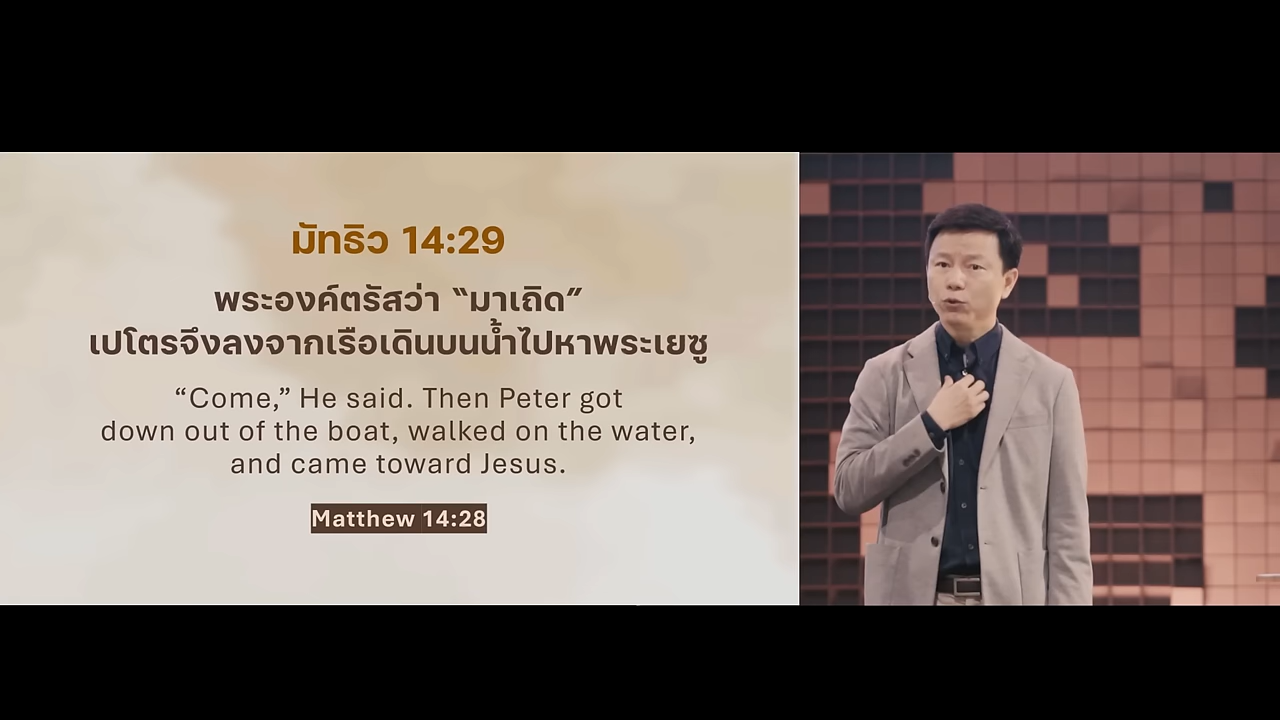 มัทธิว 14:29
พระองค์ตรัสว่า “มาเถิด”
เปโตรจึงลงจากเรือเดินบนน้ำไปหาพระเยซู
“Come,” He said. Then Peter got
down out of the boat, walked on the water,
and came toward Jesus.
Matthew 14:28